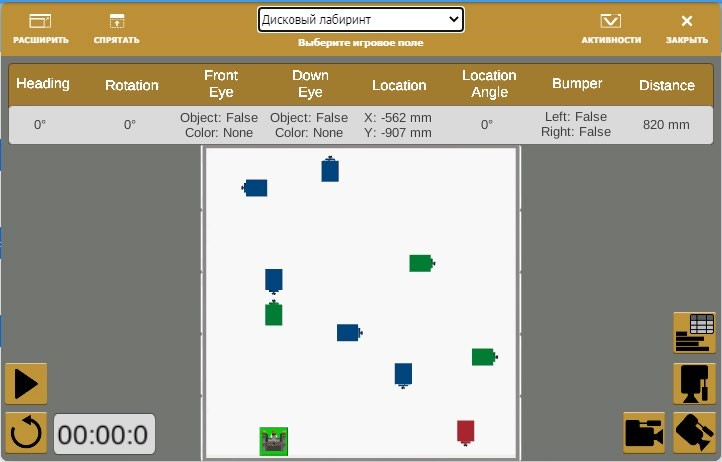 Дисковый лабиринт
РАСШИРИТЬ
СПРЯТАТЬ
Выберите игровое поле
АКТИВНОСТИ
ЗАКРЫТЬ
Heading Rotation Front Eye Down Eye Location Location Angle Bumper Distance
0° 0° Object: False Object: False X: -562 mm 0° Left: False 820 mm
Color: None Color: None Y: -907 mm Right: False
00:00:0